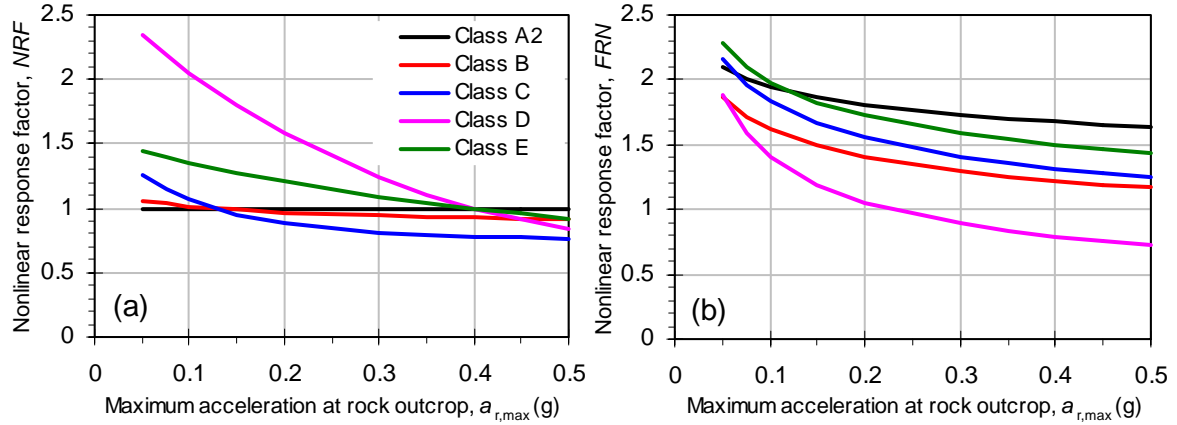 Nonlinear response factor, NRF
2.5
2
1.5
1
0.5
0
Class A2
Class B
Class C
Class D
Class E
(a)
0 0.1 0.2 0.3 0.4 0.5
Maximum acceleration at rock outcrop, a r,max (g)
Nonlinear response factor, FRN
2.5
2
1.5
1
0.5
0
(b)
0 0.1 0.2 0.3 0.4 0.5
Maximum acceleration at rock outcrop, a r,max (g)